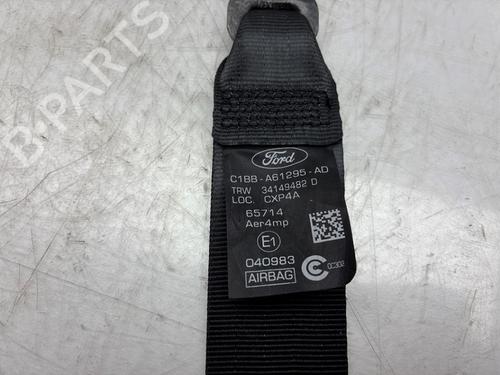 B-PARTS
Ford
C1BB-A61295-AD
TRW 34149482 D
LOC. CXP4A
65714
Aer4mp
E1
040983
AIRBAG